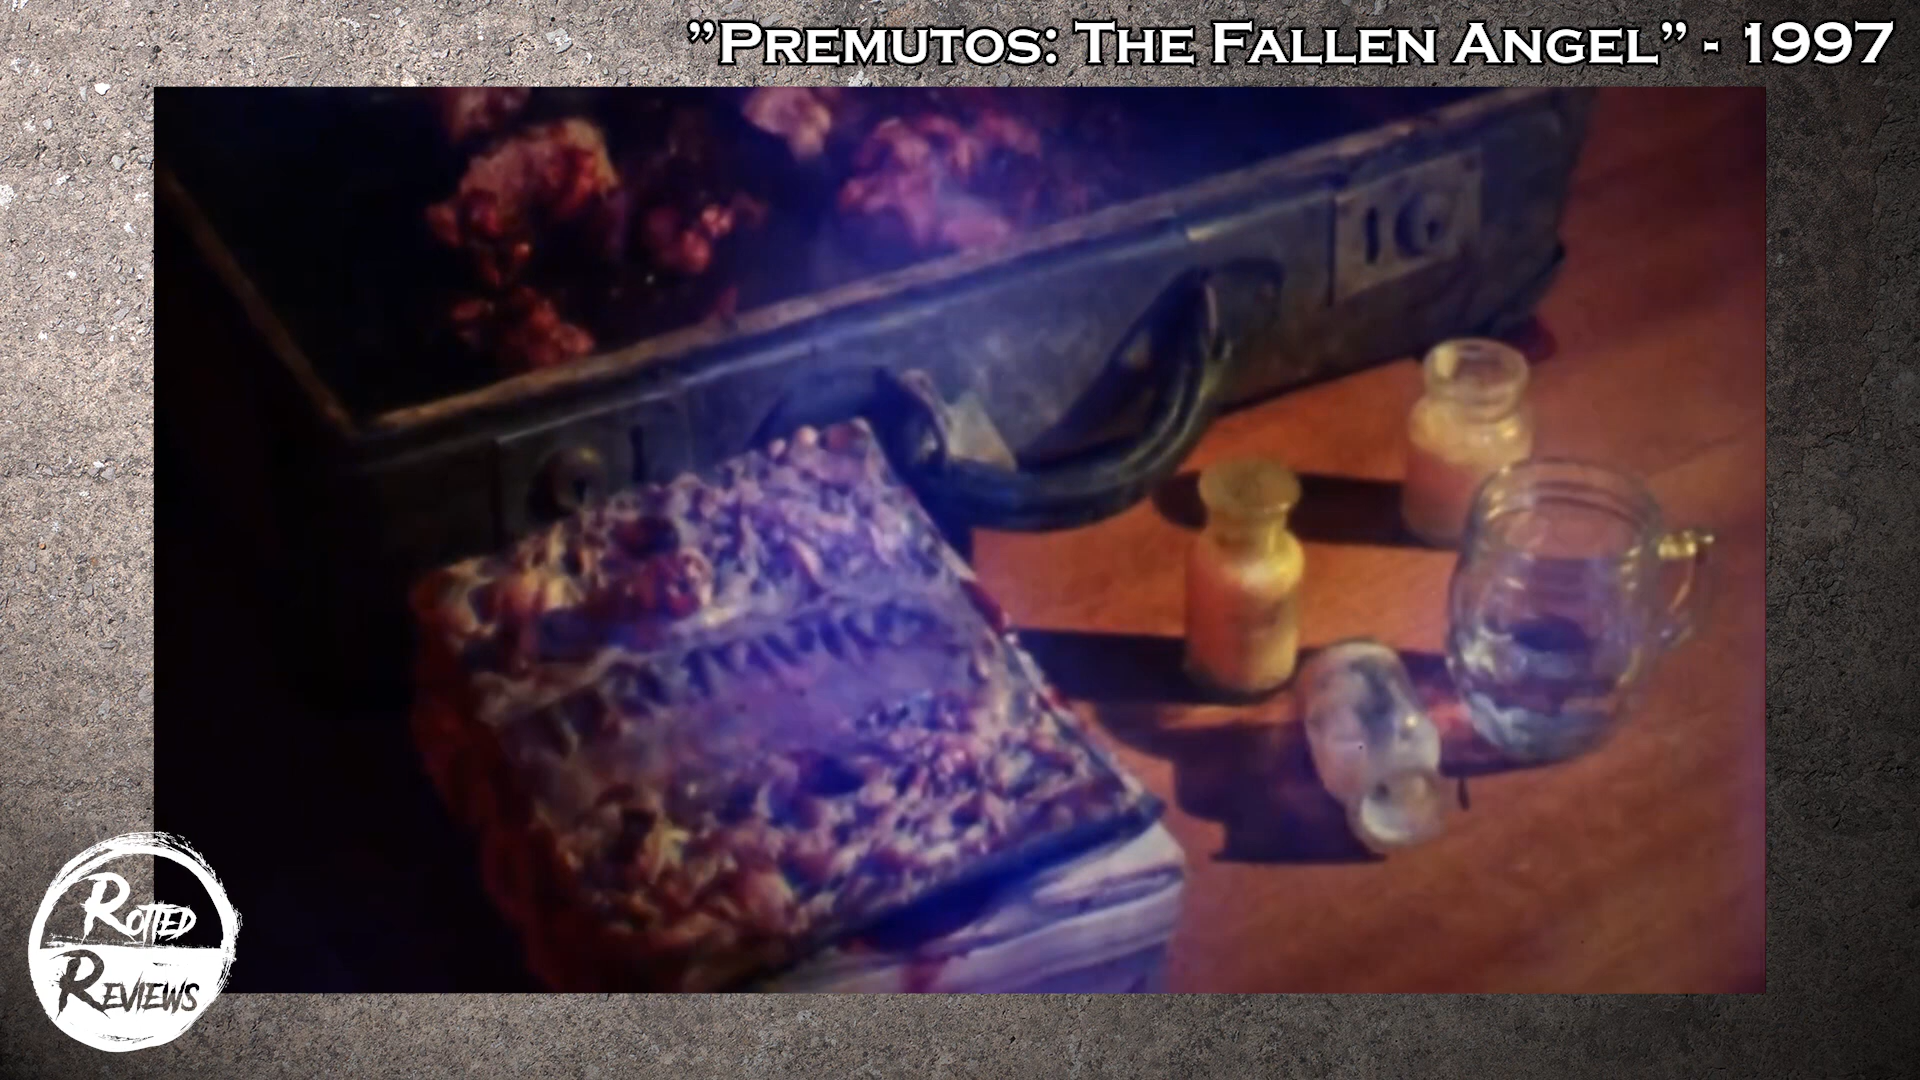 ”Premutos: The Fallen Angel” - 1997
Rotted
Reviews